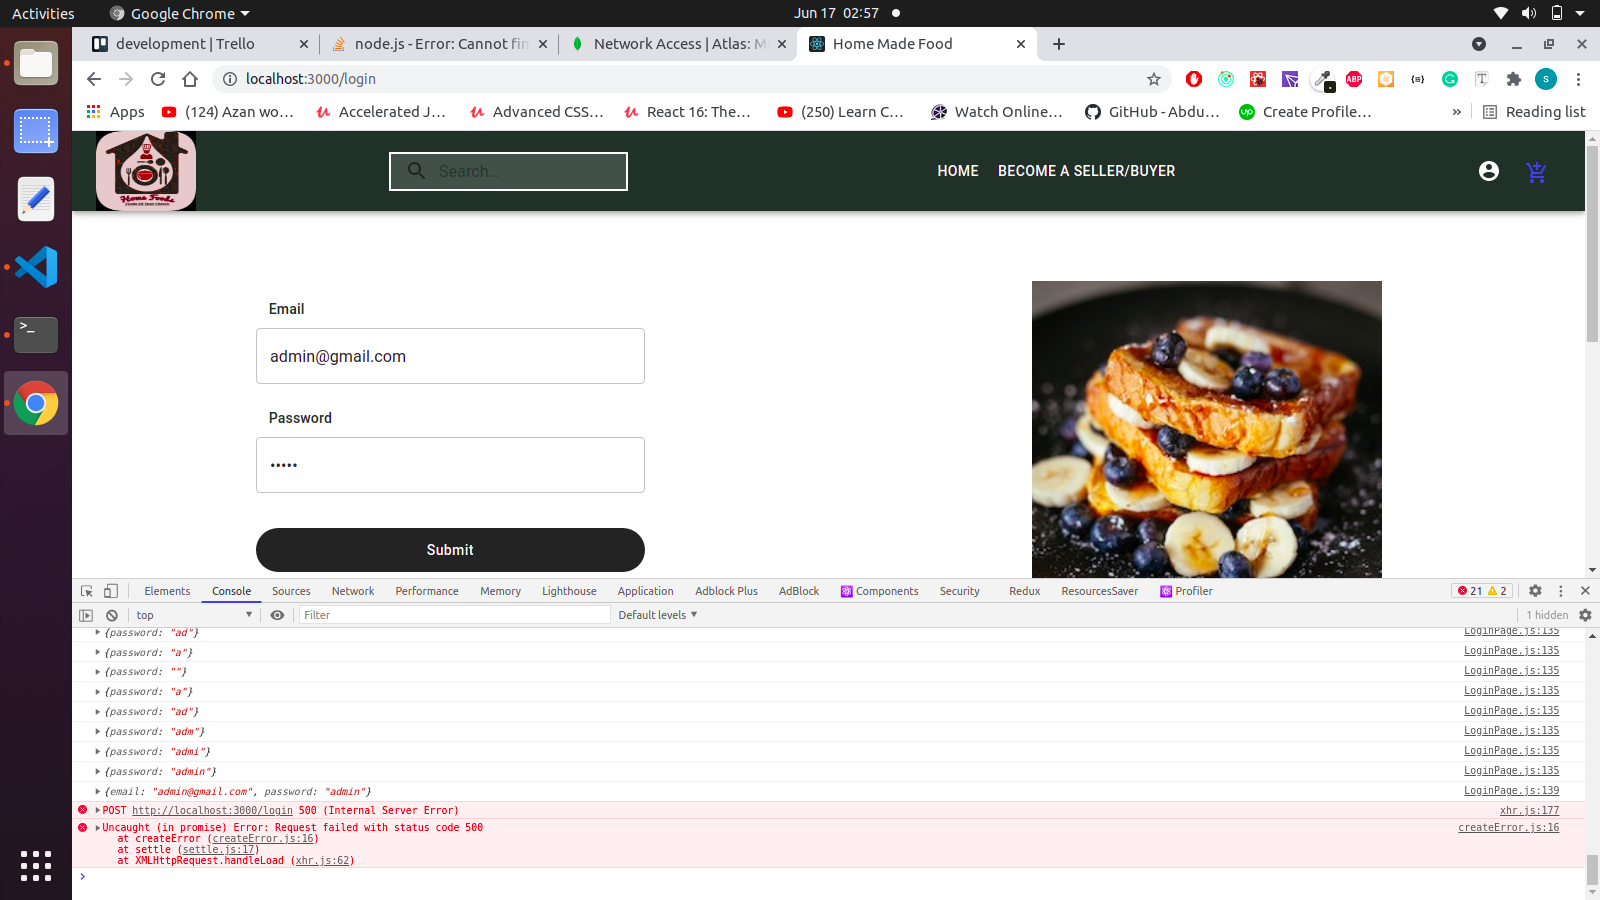 Activities
Google Chrome
Jun 17 02:57
development | Trello
node.js - Error: Cannot fin
Network Access | Atlas: M
Home Made Food
localhost:3000/login
ABP
S
Apps
(124) Azan wo...
Accelerated J...
Advanced CSS...
React 16: The...
(250) Learn C...
Watch Online...
GitHub - Abdu...
Create Profile...
»
Reading list
Home Foods
Search...
HOME
BECOME A SELLER/BUYER
Email
admin@gmail.com
Password
•••••
Submit
Elements
Console
Sources
Network
Performance
Memory
Lighthouse
Application
Adblock Plus
AdBlock
Components
Security
Redux
ResourcesSaver
Profiler
21
2
top
Filter
Default levels
1 hidden
{password: "ad"} LoginPage.js:135
{password: "a"} LoginPage.js:135
{password: ""} LoginPage.js:135
{password: "a"} LoginPage.js:135
{password: "ad"} LoginPage.js:135
{password: "adm"} LoginPage.js:135
{password: "admi"} LoginPage.js:135
{password: "admin"} LoginPage.js:135
{email: "admin@gmail.com", password: "admin"} LoginPage.js:139
POST http://localhost:3000/login 500 (Internal Server Error) xhr.js:177
Uncaught (in promise) Error: Request failed with status code 500 createError.js:16
at createError (createError.js:16)
at settle (settle.js:17)
at XMLHttpRequest.handleLoad (xhr.js:62)